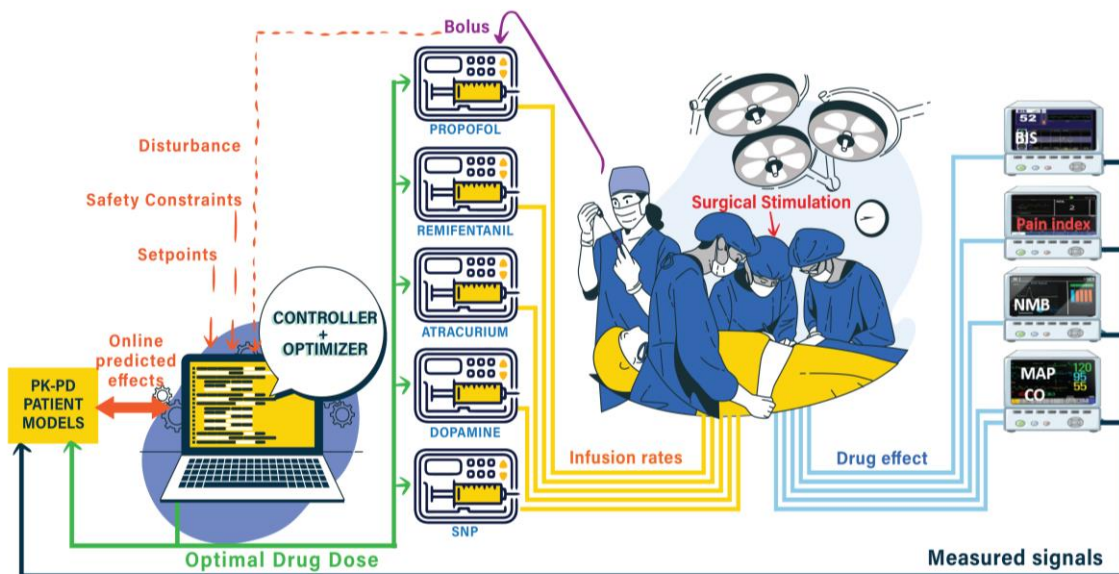 Bolus
PROPOFOL
Disturbance
REMIFENTANIL
Safety Constraints
Setpoints
ATRACURIUM
CONTROLLER
+
OPTIMIZER
Online
predicted
effects
PK-PD
PATIENT
MODELS
DOPAMINE
SNP
Optimal Drug Dose
Infusion rates
Surgical Stimulation
Drug effect
52
BIS
2
Pain index
NMB
MAP
CO
120
95
55
Measured signals